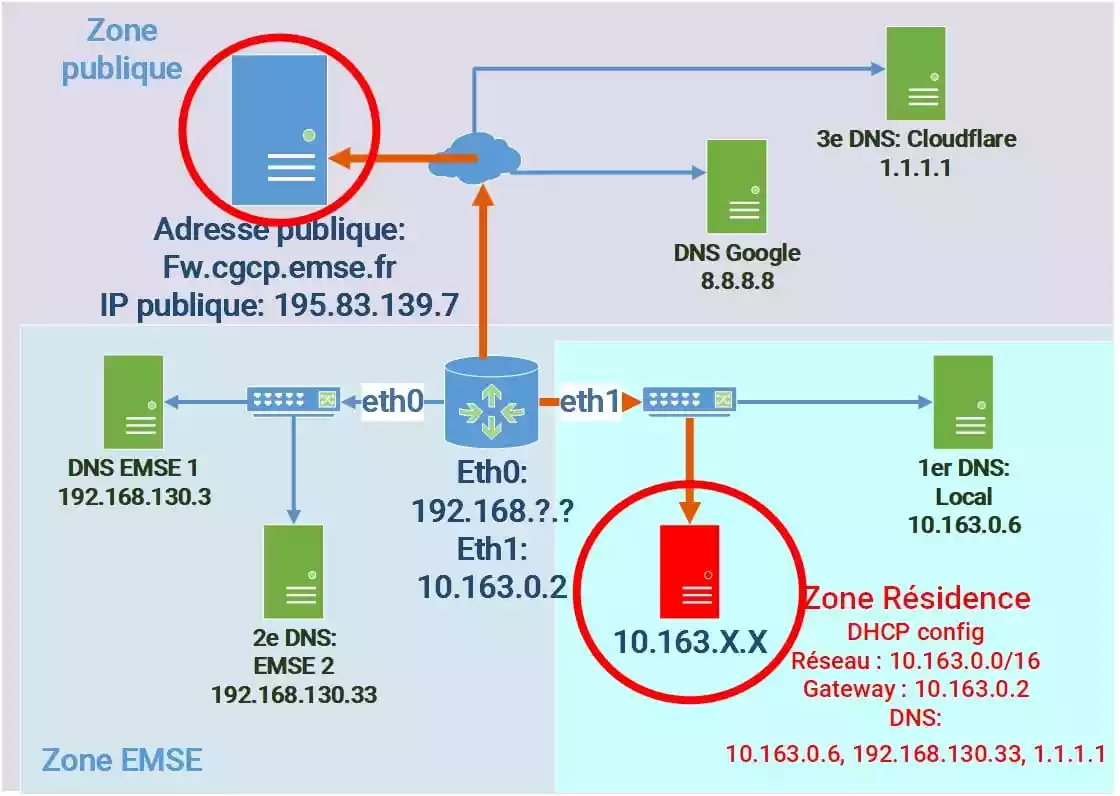 Zone
publique
3e DNS: Cloudflare
1.1.1.1
DNS Google
8.8.8.8
Adresse publique:
Fw.cgcp.emse.fr
IP publique: 195.83.139.7
eth0
eth1
DNS EMSE 1
192.168.130.3
Eth0:
192.168.?.?
Eth1:
10.163.0.2
1er DNS:
Local
10.163.0.6
2e DNS:
EMSE 2
192.168.130.33
10.163.X.X
Zone Résidence
DHCP config
Réseau : 10.163.0.0/16
Gateway : 10.163.0.2
DNS:
10.163.0.6, 192.168.130.33, 1.1.1.1
Zone EMSE